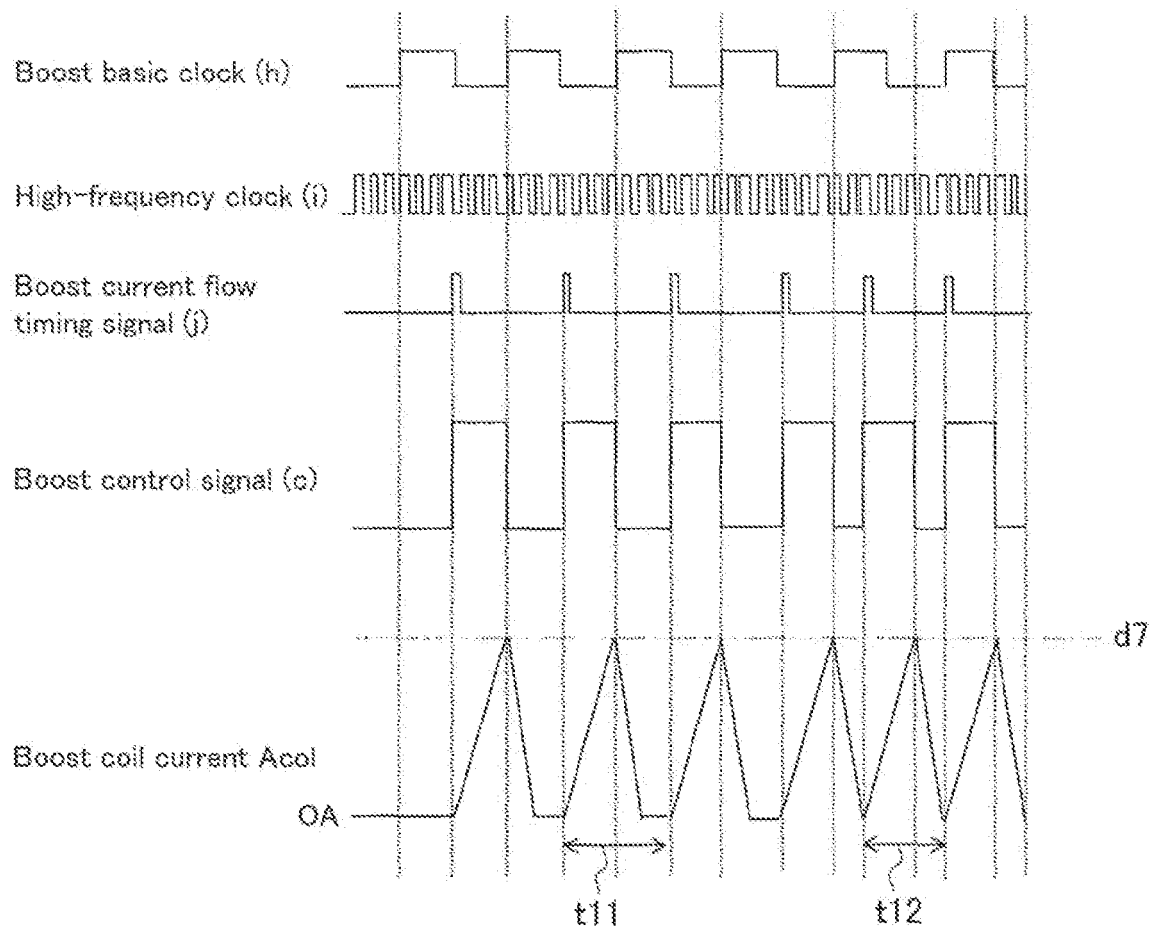 Boost basic clock (h)
High-frequency clock (i)
Boost current flow
timing signal (j)
Boost control signal (c)
d7
Boost coil current Acol
OA
t11
t12